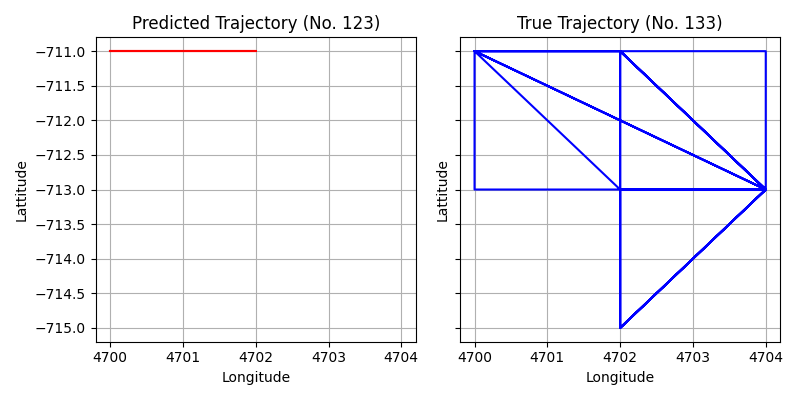 Predicted Trajectory (No. 123)
−711.0
−711.5
−712.0
−712.5
−713.0
−713.5
−714.0
−714.5
−715.0
Lattitude
4700 4701 4702 4703 4704
Longitude
True Trajectory (No. 133)
Lattitude
4700 4701 4702 4703 4704
Longitude